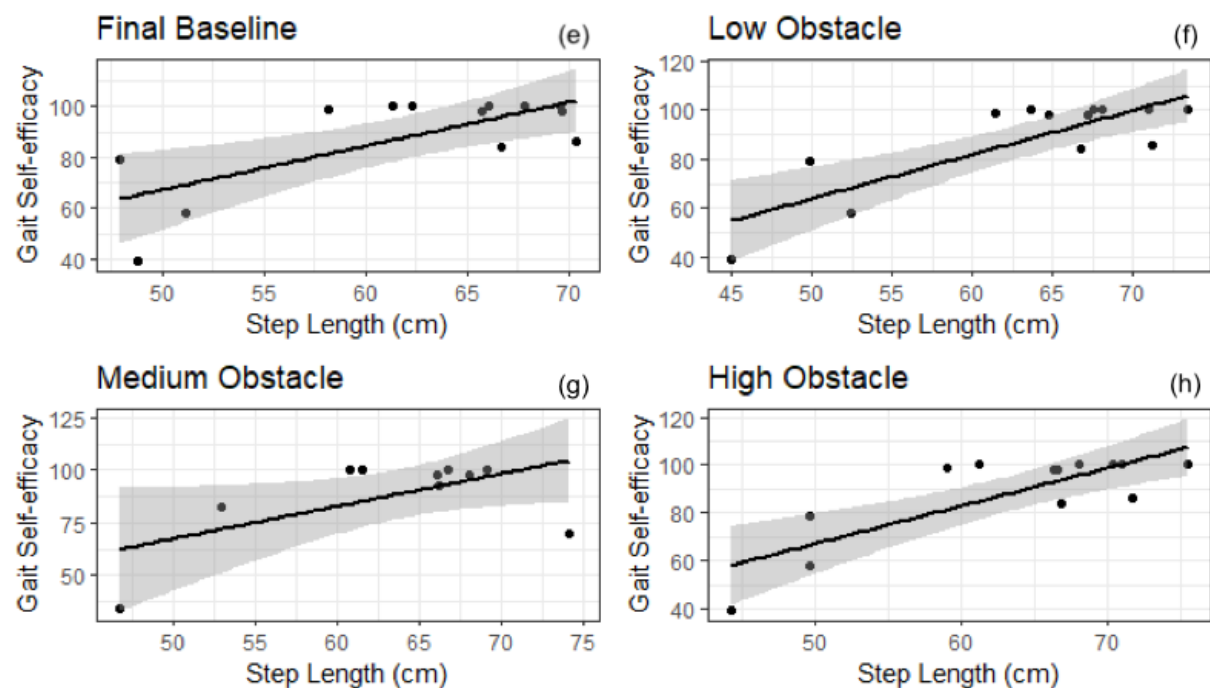 Final Baseline (e)
Gait Self-efficacy
100
80
60
40
50 55 60 65 70
Step Length (cm)
Low Obstacle (f)
Gait Self-efficacy
120
100
80
60
40
45 50 55 60 65 70
Step Length (cm)
Medium Obstacle (g)
Gait Self-efficacy
125
100
75
50
50 55 60 65 70 75
Step Length (cm)
High Obstacle (h)
Gait Self-efficacy
120
100
80
60
40
50 60 70
Step Length (cm)